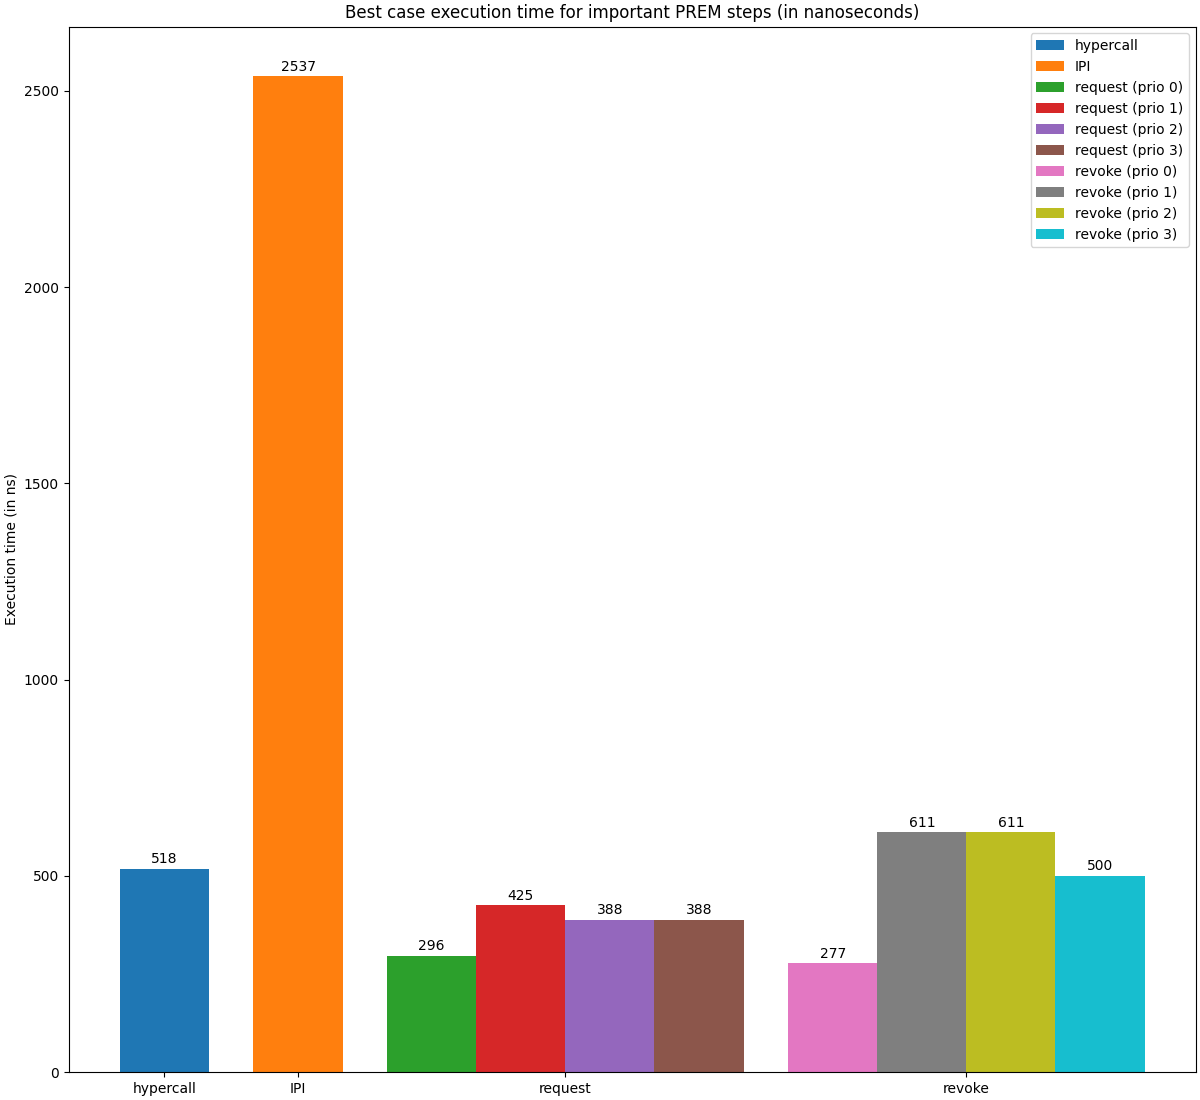 Best case execution time for important PREM steps (in nanoseconds)
hypercall
IPI
request (prio 0)
request (prio 1)
request (prio 2)
request (prio 3)
revoke (prio 0)
revoke (prio 1)
revoke (prio 2)
revoke (prio 3)
Execution time (in ns)
2500
2000
1500
1000
500
0
518
2537
296
425
388
388
277
611
611
500
hypercall
IPI
request
revoke